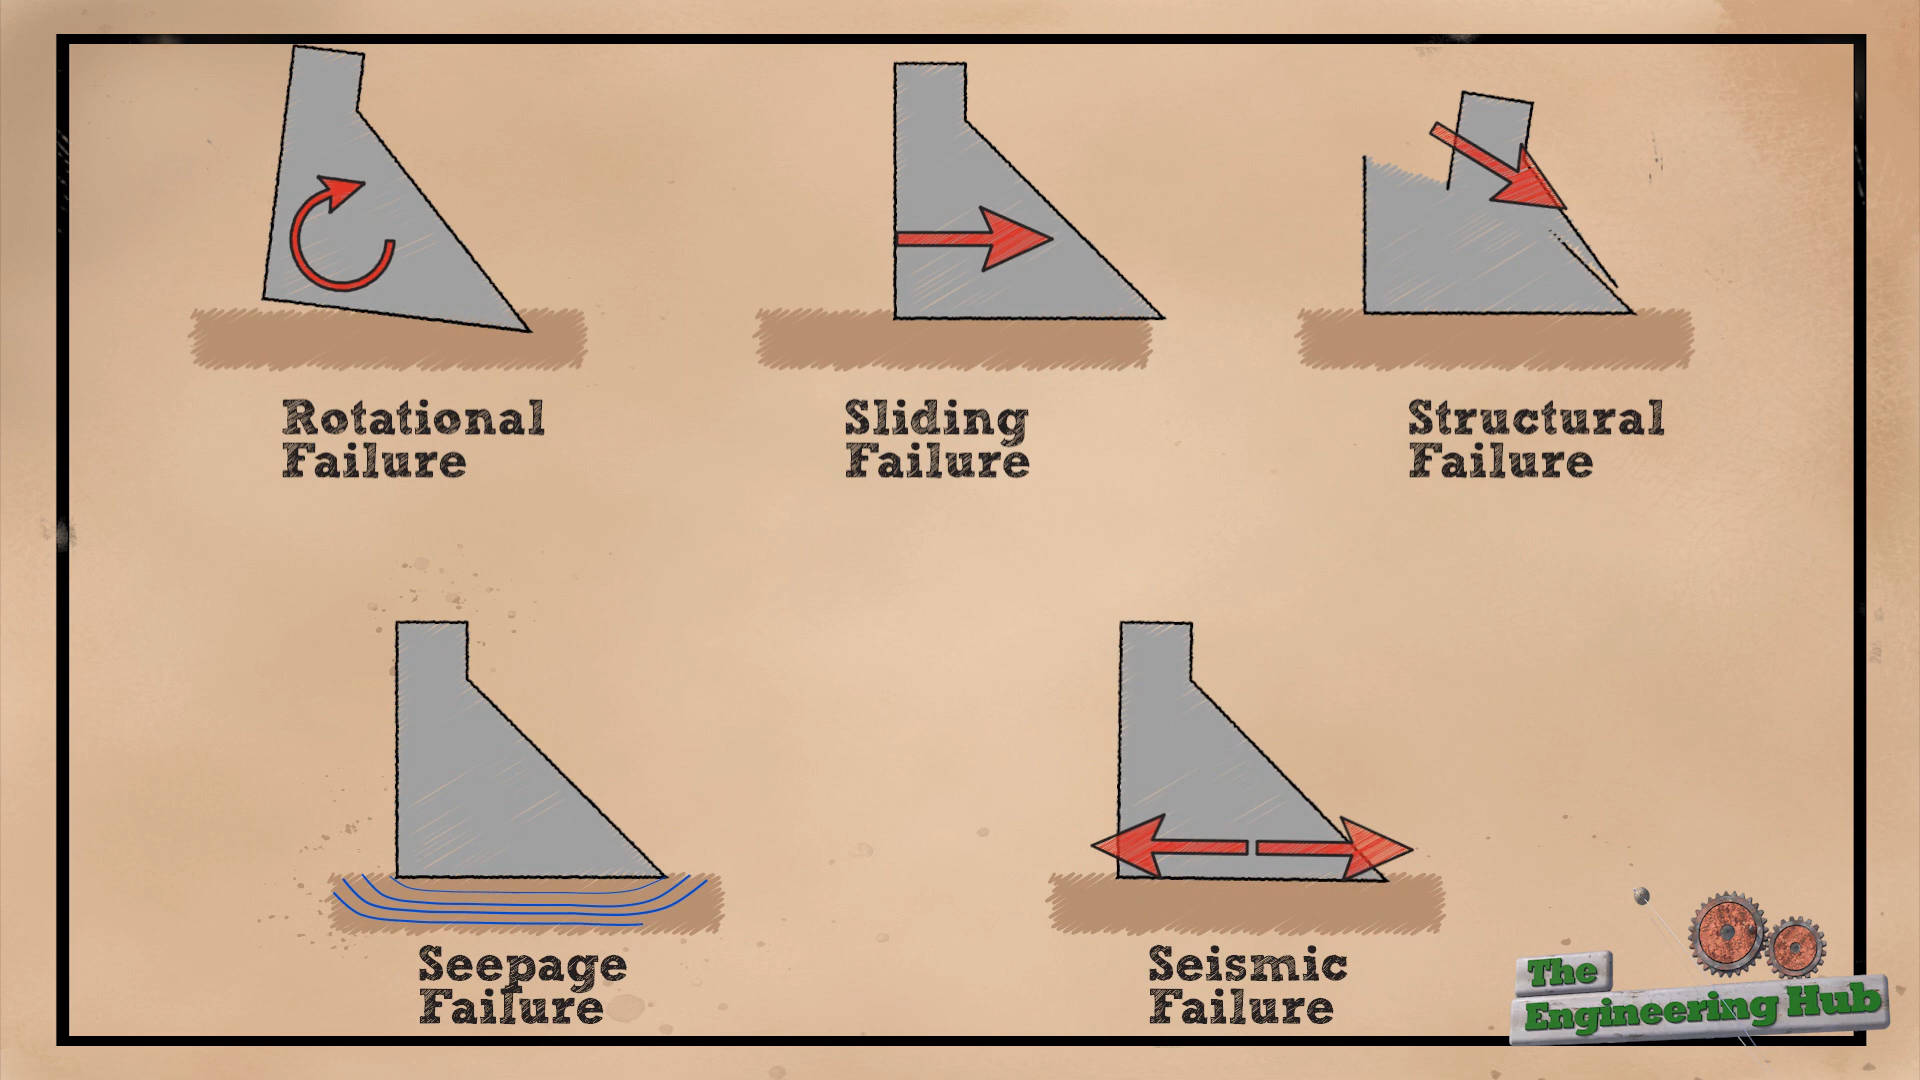 Rotational
Failure
Sliding
Failure
Structural
Failure
Seepage
Failure
Seismic
Failure
The
Engineering Hub